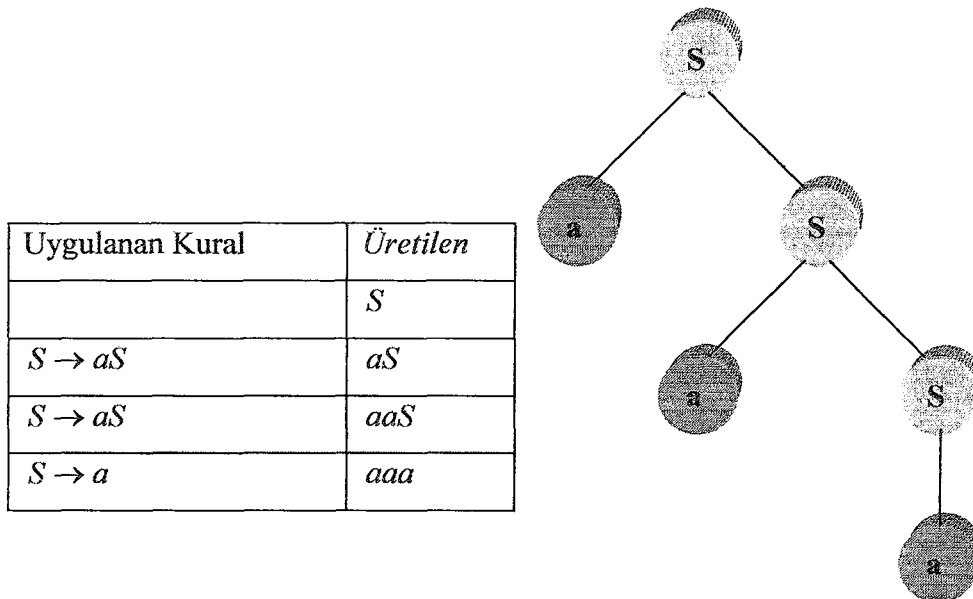 Uygulanan Kural Üretilen
S
S → aS aS
S → aS aaS
S → a aaa
S
a S
a S
a